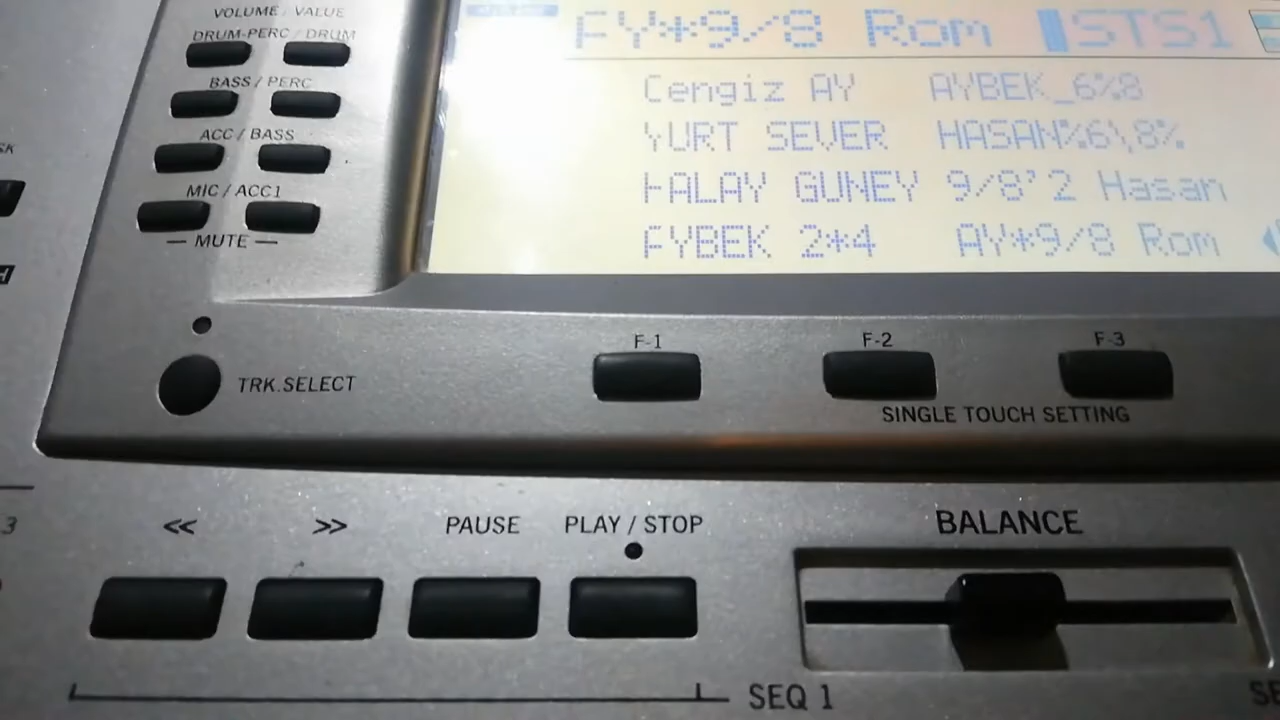 VOLUME / VALUE
DRUM-PERC / DRUM
BASS / PERC
ACC / BASS
MIC / ACC1
MUTE
FY*9/8 Rom STS1
Cengiz AY AYBEK_6%8
YURT SEVER HASAN%6\8%
HALAY GUNEY 9/8'2 Hasan
FYBEK 2*4 AY*9/8 Rom
TRK.SELECT
F-1 F-2 F-3
SINGLE TOUCH SETTING
<< >> PAUSE PLAY / STOP
BALANCE
SEQ 1
3